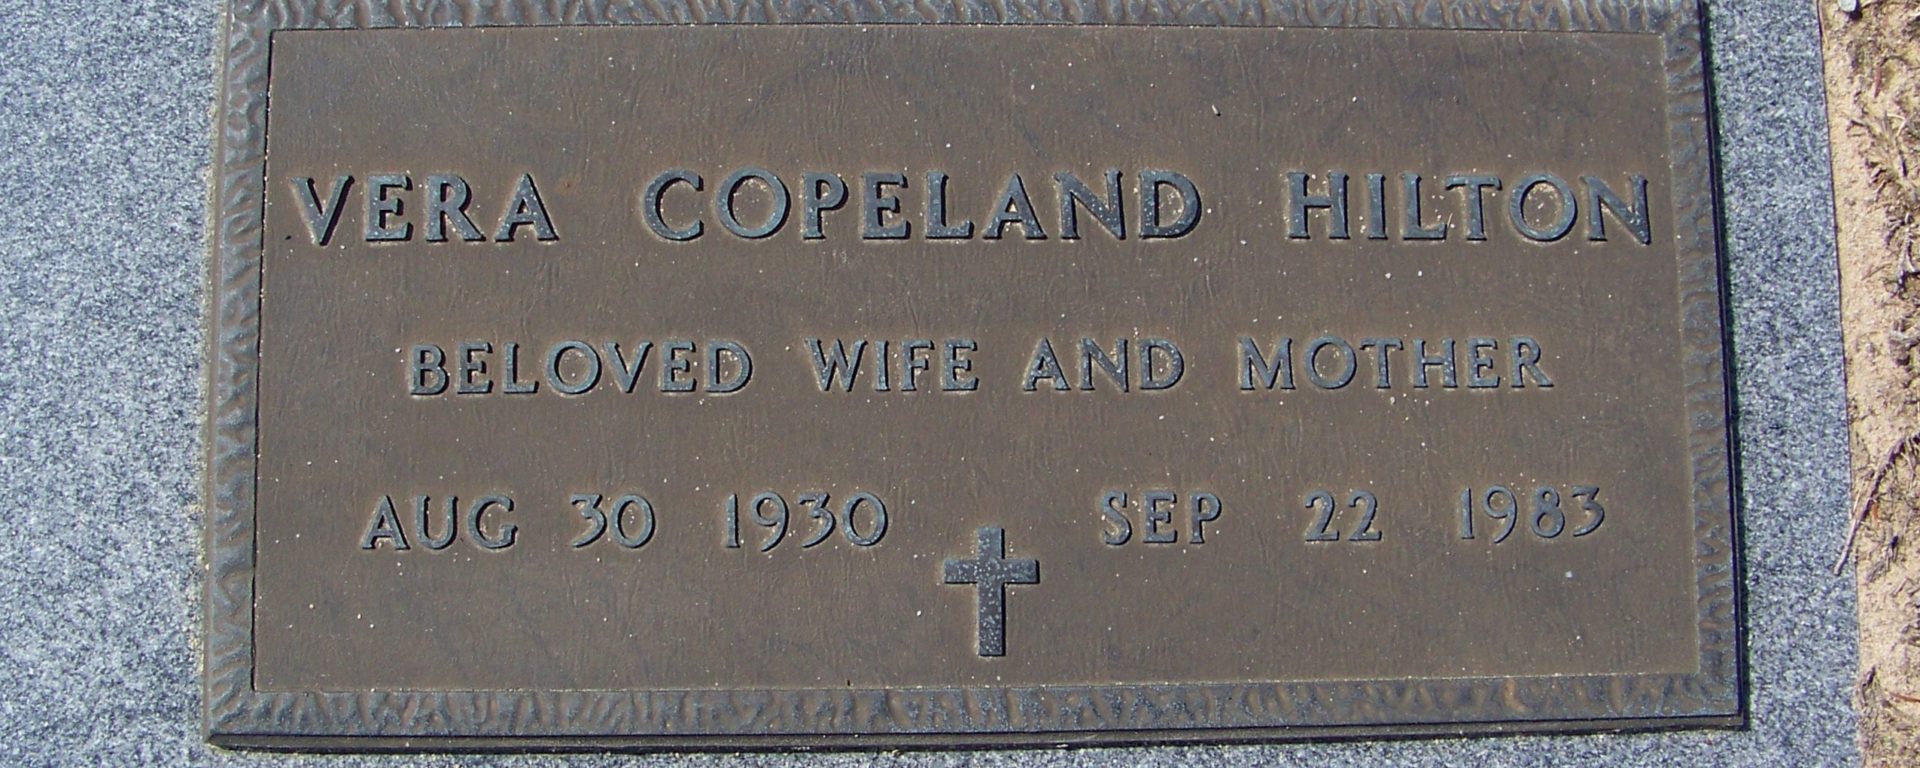 VERA COPELAND HILTON
BELOVED WIFE AND MOTHER
AUG 30 1930 SEP 22 1983